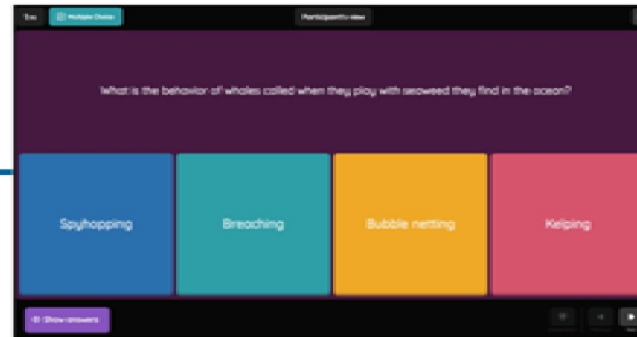 Multiple Choice
Participant's view
What is the behavior of whales called when they play with seaweed they find in the ocean?
Spyhopping
Breaching
Bubble netting
Kelping
Show answers